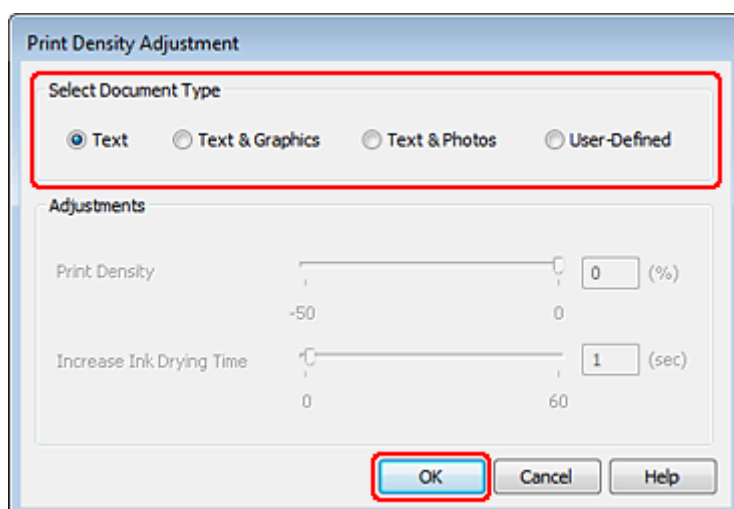 Print Density Adjustment
Select Document Type
Text Text & Graphics Text & Photos User-Defined
Adjustments
Print Density 0 (%)
-50 0
Increase Ink Drying Time 1 (sec)
0 60
OK Cancel Help